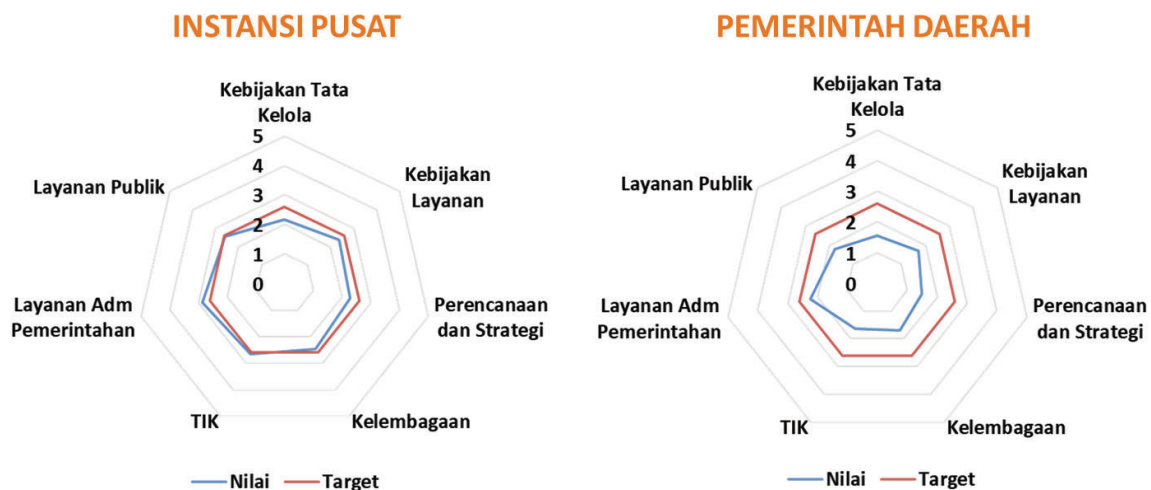 INSTANSI PUSAT
Kebijakan Tata
Kelola
5
4
3
2
1
0
Kebijakan
Layanan
Perencanaan
dan Strategi
Kelembagaan
TIK
Layanan Adm
Pemerintahan
Layanan Publik
Nilai
Target
PEMERINTAH DAERAH
Kebijakan Tata
Kelola
5
4
3
2
1
0
Kebijakan
Layanan
Perencanaan
dan Strategi
Kelembagaan
TIK
Layanan Adm
Pemerintahan
Layanan Publik
Nilai
Target